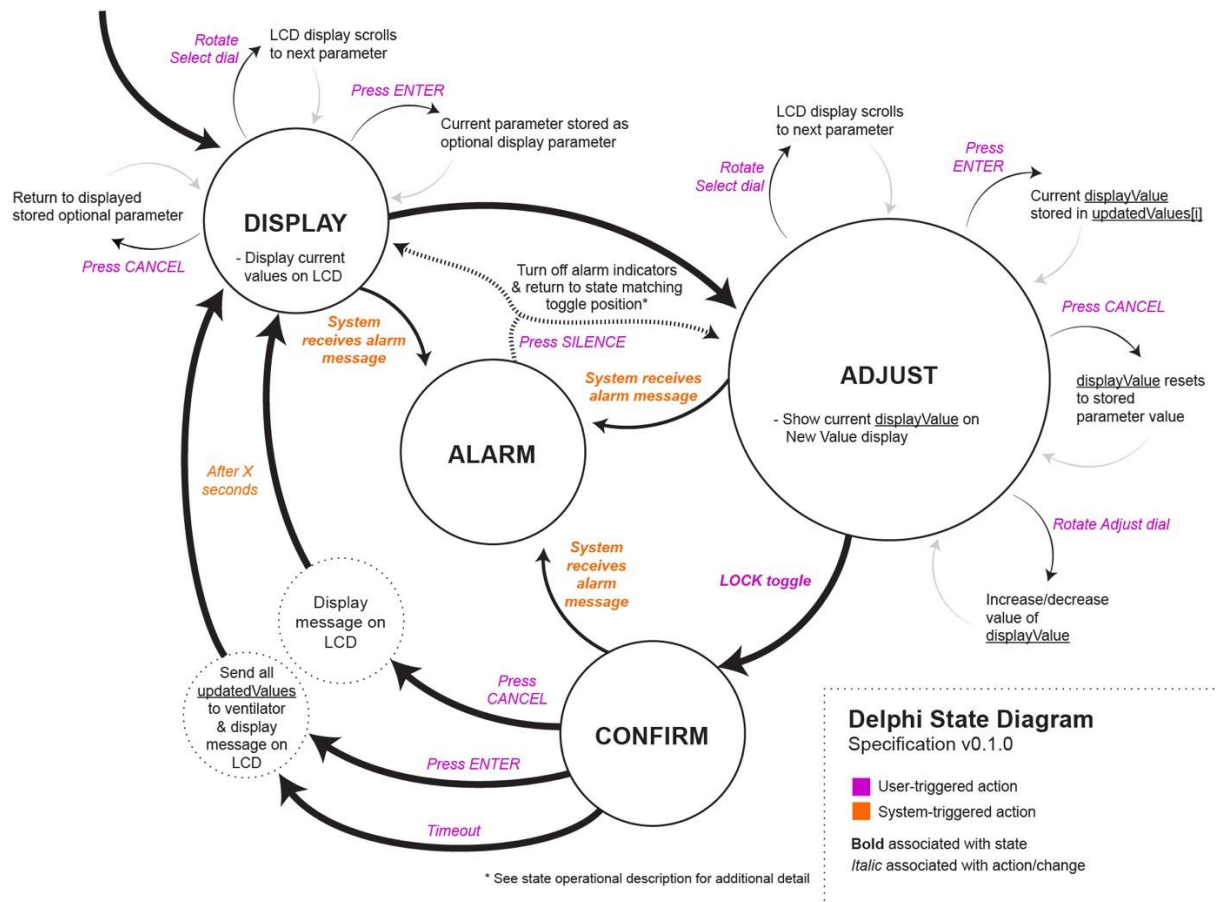 Rotate
Select dial
LCD display scrolls
to next parameter
Press ENTER
Current parameter stored as
optional display parameter
Return to displayed
stored optional parameter
Press CANCEL
DISPLAY
- Display current
values on LCD
LCD display scrolls
to next parameter
Rotate
Select dial
Press
ENTER
Current displayValue
stored in updatedValues[i]
Press CANCEL
displayValue resets
to stored
parameter value
Rotate Adjust dial
Increase/decrease
value of
displayValue
ADJUST
- Show current displayValue on
New Value display
Turn off alarm indicators
& return to state matching
toggle position*
Press SILENCE
System
receives alarm
message
System receives
alarm message
ALARM
After X
seconds
System
receives
alarm
message
LOCK toggle
Display
message on
LCD
Send all
updatedValues
to ventilator
& display
message on
LCD
Press
CANCEL
Press ENTER
Timeout
CONFIRM
* See state operational description for additional detail
Delphi State Diagram
Specification v0.1.0
User-triggered action
System-triggered action
Bold associated with state
Italic associated with action/change